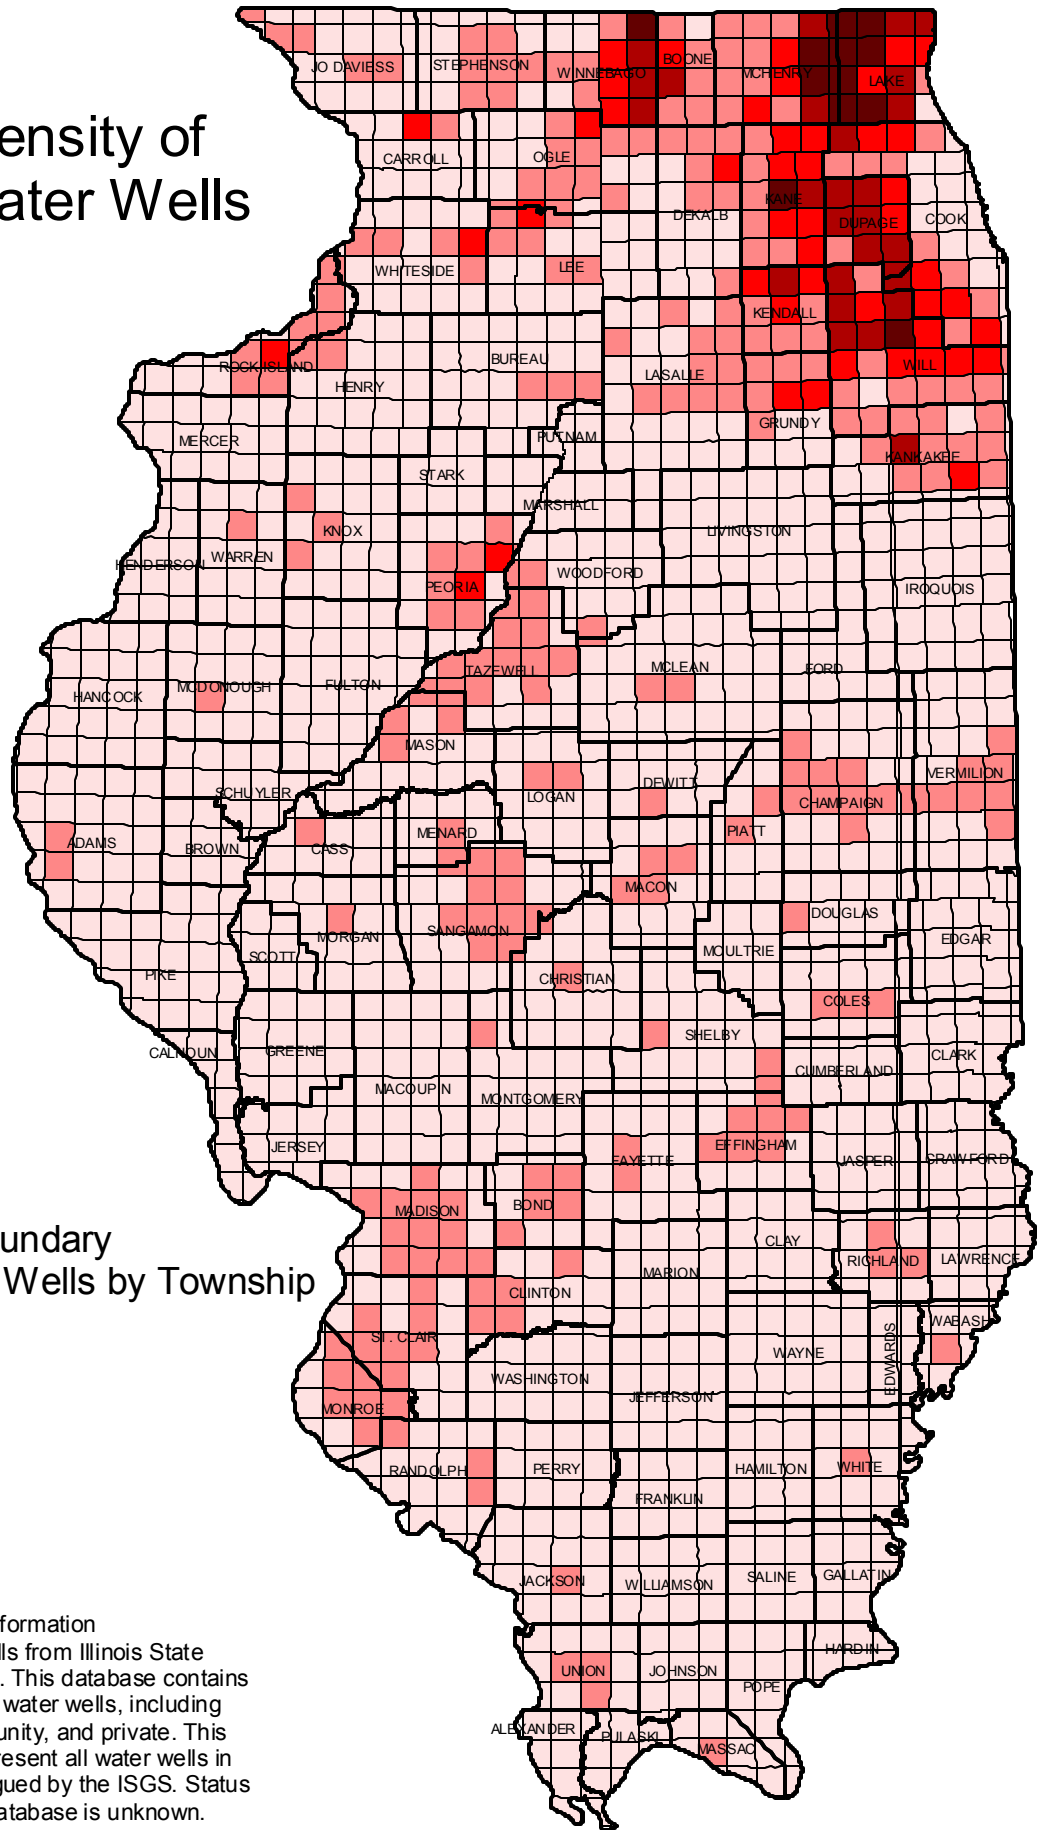 JO DAVIESS
STEPHENSON
WINNEBAGO
BOONE
MCHENRY
LAKE
ensity of
ater Wells
CARROLL
OGLE
DEKALB
KANE
DUPAGE
COOK
WHITESIDE
LEE
KENDALL
ROCK ISLAND
HENRY
BUREAU
LASALLE
WILL
MERCER
PUTNAM
GRUNDY
KANKAKEE
STARK
MARSHALL
KNOX
LIVINGSTON
HENDERSON
WARREN
PEORIA
WOODFORD
IROQUOIS
HANCOCK
MCDONOUGH
FULTON
TAZEWELL
MCLEAN
FORD
MASON
SCHUYLER
LOGAN
DEWITT
CHAMPAIGN
VERMILION
ADAMS
BROWN
CASS
MENARD
PIATT
MACON
PIKE
SCOTT
MORGAN
SANGAMON
CHRISTIAN
MOULTRIE
DOUGLAS
EDGAR
COLES
CALHOUN
GREENE
MACOUPIN
MONTGOMERY
SHELBY
CUMBERLAND
CLARK
JERSEY
FAYETTE
EFFINGHAM
JASPER
CRAWFORD
MADISON
BOND
undary
Wells by Township
CLINTON
MARION
CLAY
RICHLAND
LAWRENCE
ST. CLAIR
WASHINGTON
JEFFERSON
WAYNE
EDWARDS
WABASH
MONROE
RANDOLPH
PERRY
FRANKLIN
HAMILTON
WHITE
JACKSON
WILLIAMSON
SALINE
GALLATIN
UNION
JOHNSON
POPE
HARDIN
ALEXANDER
PULASKI
MASSAC
formation
lls from Illinois State
. This database contains
water wells, including
unity, and private. This
resent all water wells in
gued by the ISGS. Status
atabase is unknown.